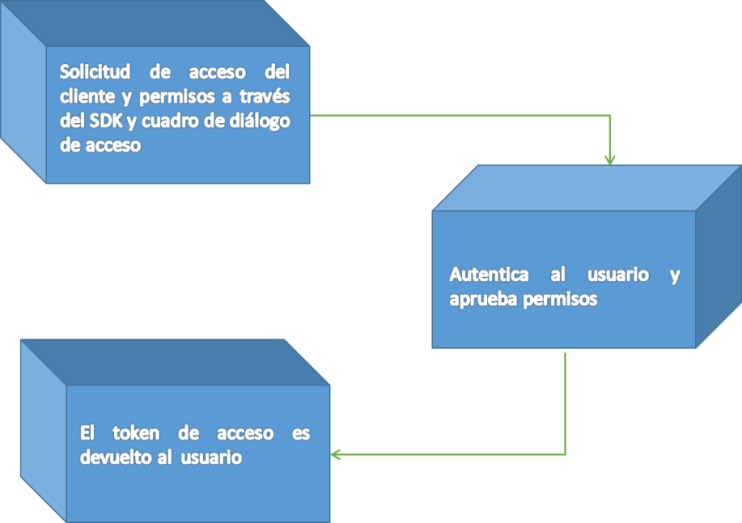 Solicitud de acceso del
cliente y permisos a través
del SDK y cuadro de diálogo
de acceso
Autentica al usuario y
aprueba permisos
El token de acceso es
devuelto al usuario